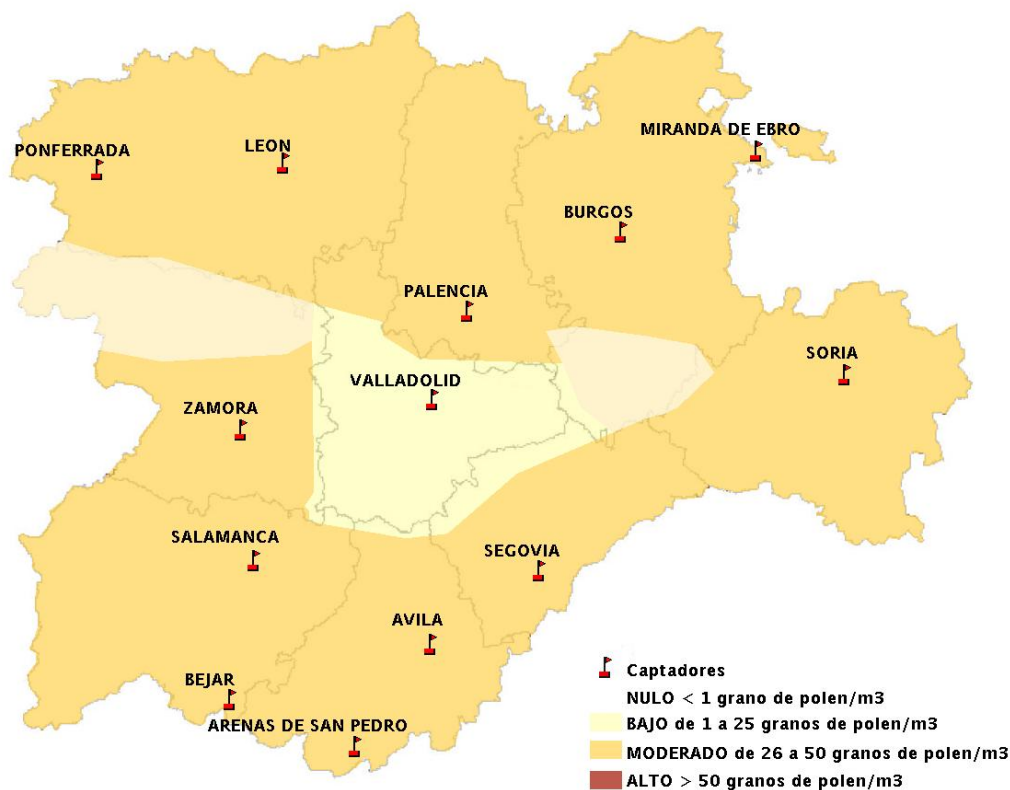 MIRANDA DE EBRO
PONFERRADA
LEON
BURGOS
PALENCIA
SORIA
VALLADOLID
ZAMORA
SALAMANCA
SEGOVIA
AVILA
BEJAR
ARENAS DE SAN PEDRO
Captadores
NULO < 1 grano de polen/m3
BAJO de 1 a 25 granos de polen/m3
MODERADO de 26 a 50 granos de polen/m3
ALTO > 50 granos de polen/m3